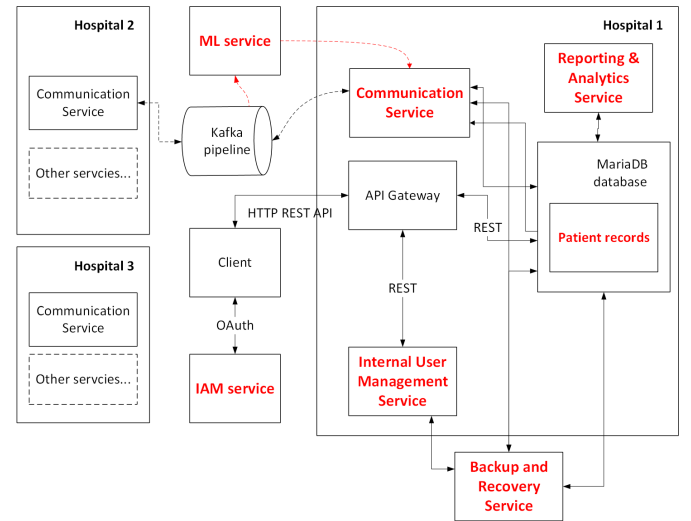 Hospital 2
Communication
Service
Other servcies...
Hospital 3
Communication
Service
Other servcies...
ML service
Kafka
pipeline
HTTP REST API
Client
OAuth
IAM service
Hospital 1
Communication
Service
Reporting &
Analytics
Service
MariaDB
database
Patient records
API Gateway
REST
REST
Internal User
Management
Service
Backup and
Recovery
Service